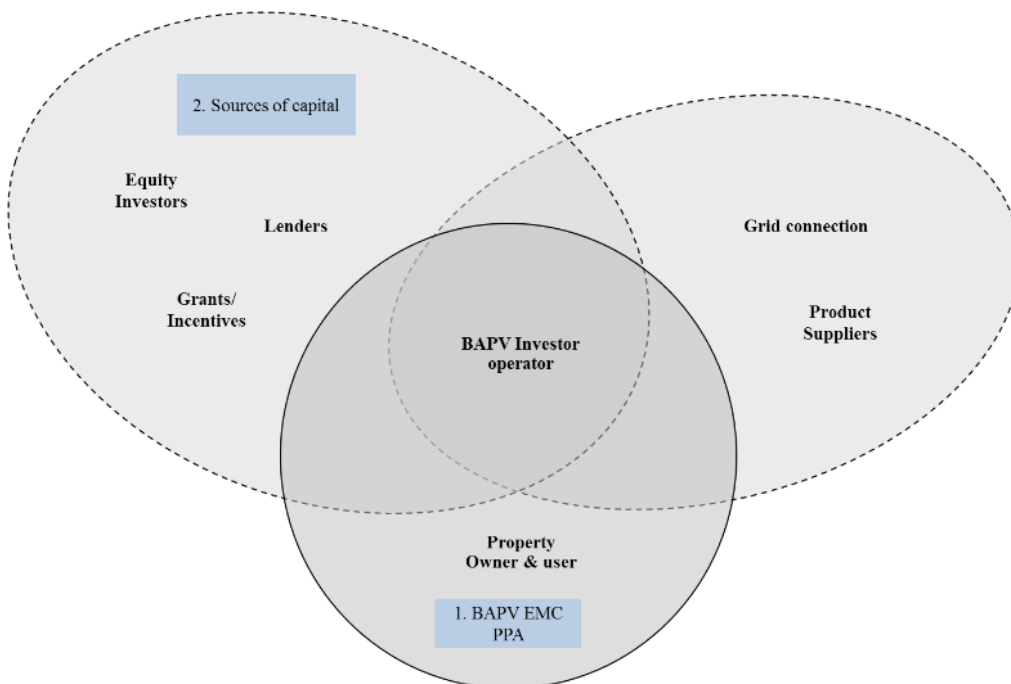 2. Sources of capital
Equity
Investors
Lenders
Grants/
Incentives
Grid connection
Product
Suppliers
BAPV Investor
operator
Property
Owner & user
1. BAPV EMC
PPA